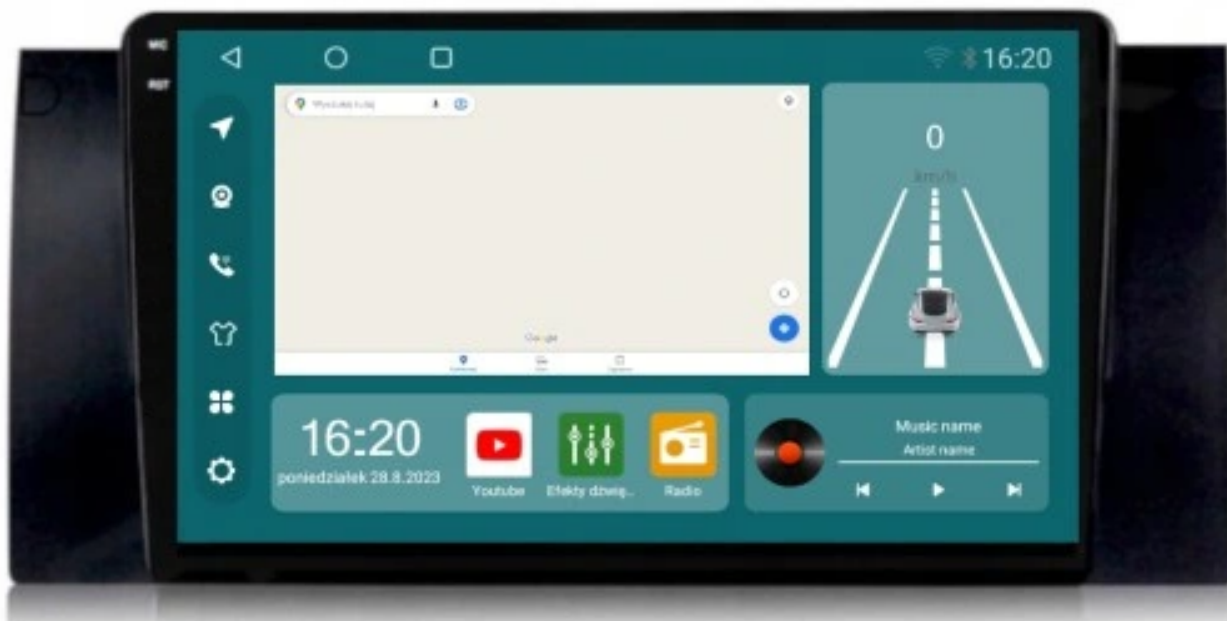 MIC
RST
16:20
0
km/h
Google
16:20
poniedziałek 28.8.2023
Youtube
Efekty dźwię...
Radio
Music name
Artist name